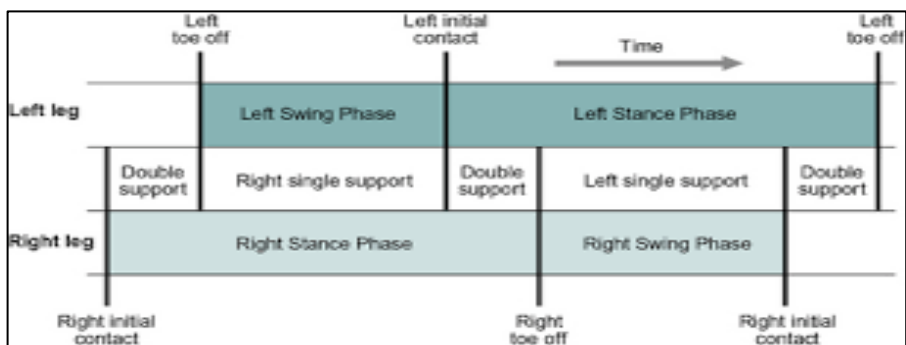 Left
toe off
Left initial
contact
Time
Left
toe off
Left leg
Left Swing Phase
Left Stance Phase
Double
support
Right single support
Double
support
Left single support
Double
support
Right leg
Right Stance Phase
Right Swing Phase
Right initial
contact
Right
toe off
Right initial
contact